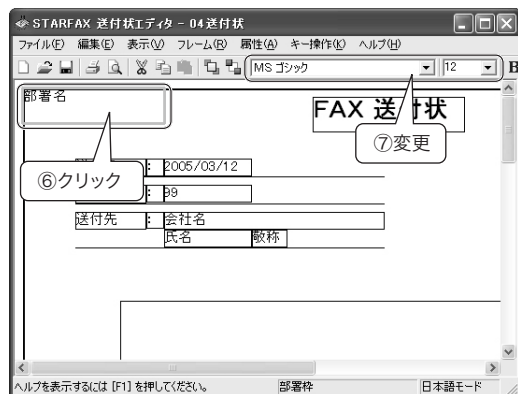 STARFAX 送付状エディタ - 04送付状
ファイル(F) 編集(E) 表示(V) フレーム(R) 属性(A) キー操作(K) ヘルプ(H)
MS ゴシック 12 B
部署名
FAX 送付状
⑦変更
⑥クリック
: 2005/03/12
: 99
送付先 : 会社名
氏名 敬称
ヘルプを表示するには [F1] を押してください。 部署枠 日本語モード